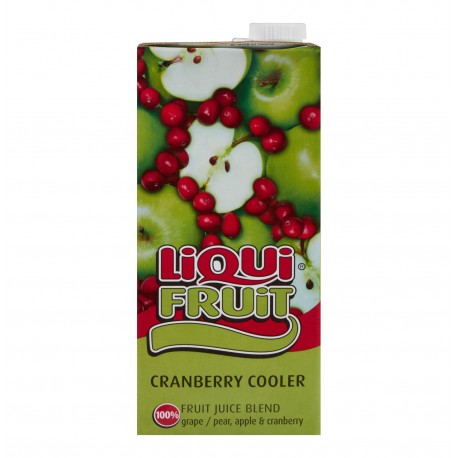 LiQUi®
FRUiT
CRANBERRY COOLER
100% FRUIT JUICE BLEND
grape / pear, apple & cranberry